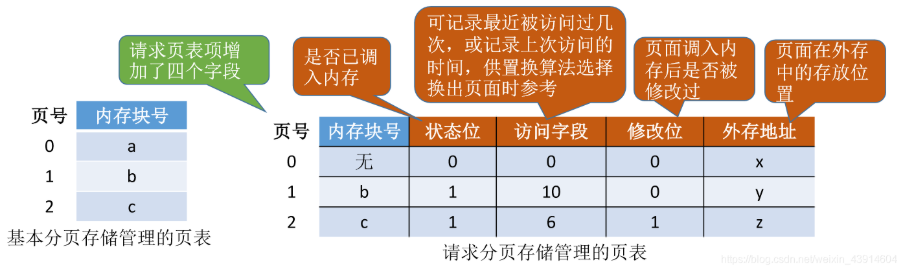 请求页表项增
加了四个字段
是否已调
入内存
可记录最近被访问过几
次，或记录上次访问的
时间，供置换算法选择
换出页面时参考
页面调入内
存后是否被
修改过
页面在外存
中的存放位
置
页号 内存块号
0 a
1 b
2 c
基本分页存储管理的页表
页号 内存块号 状态位 访问字段 修改位 外存地址
0 无 0 0 0 x
1 b 1 10 0 y
2 c 1 6 1 z
请求分页存储管理的页表
https://blog.csdn.net/weixin_43914604